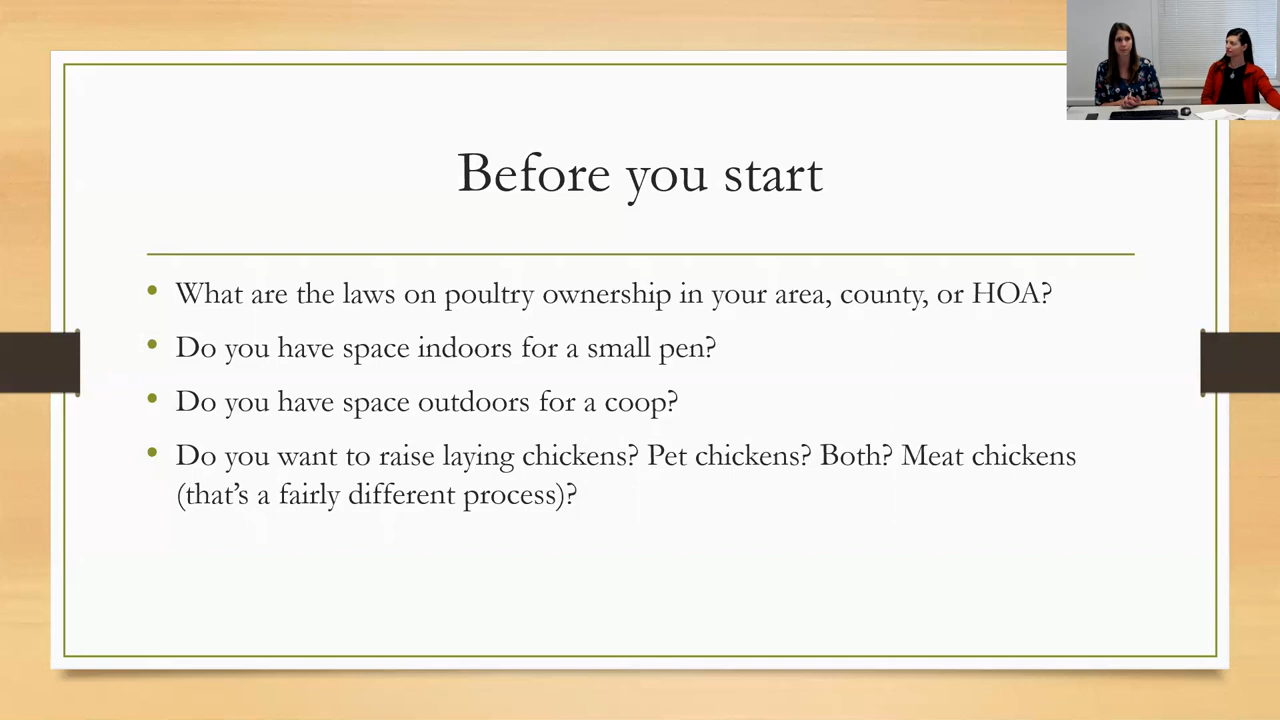 Before you start
• What are the laws on poultry ownership in your area, county, or HOA?
• Do you have space indoors for a small pen?
• Do you have space outdoors for a coop?
• Do you want to raise laying chickens? Pet chickens? Both? Meat chickens
(that's a fairly different process)?